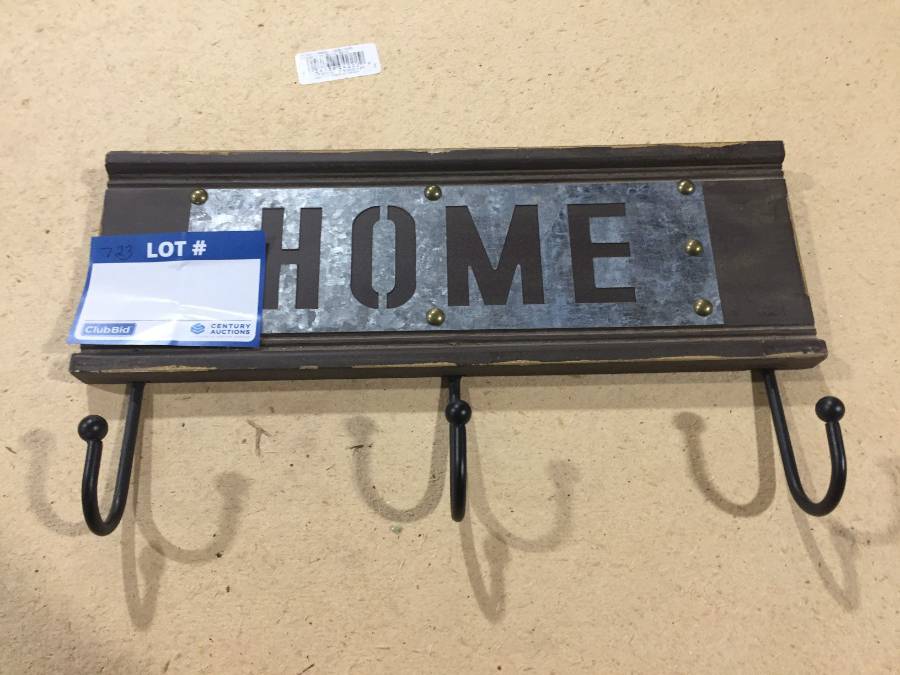 HOME
723 LOT #
ClubBid
CENTURY
AUCTIONS